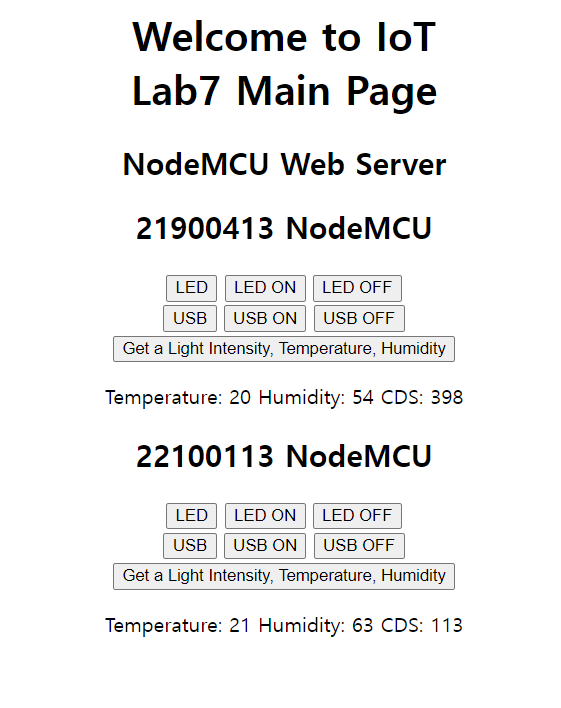 Welcome to IoT
Lab7 Main Page
NodeMCU Web Server
21900413 NodeMCU
LED LED ON LED OFF
USB USB ON USB OFF
Get a Light Intensity, Temperature, Humidity
Temperature: 20 Humidity: 54 CDS: 398
22100113 NodeMCU
LED LED ON LED OFF
USB USB ON USB OFF
Get a Light Intensity, Temperature, Humidity
Temperature: 21 Humidity: 63 CDS: 113